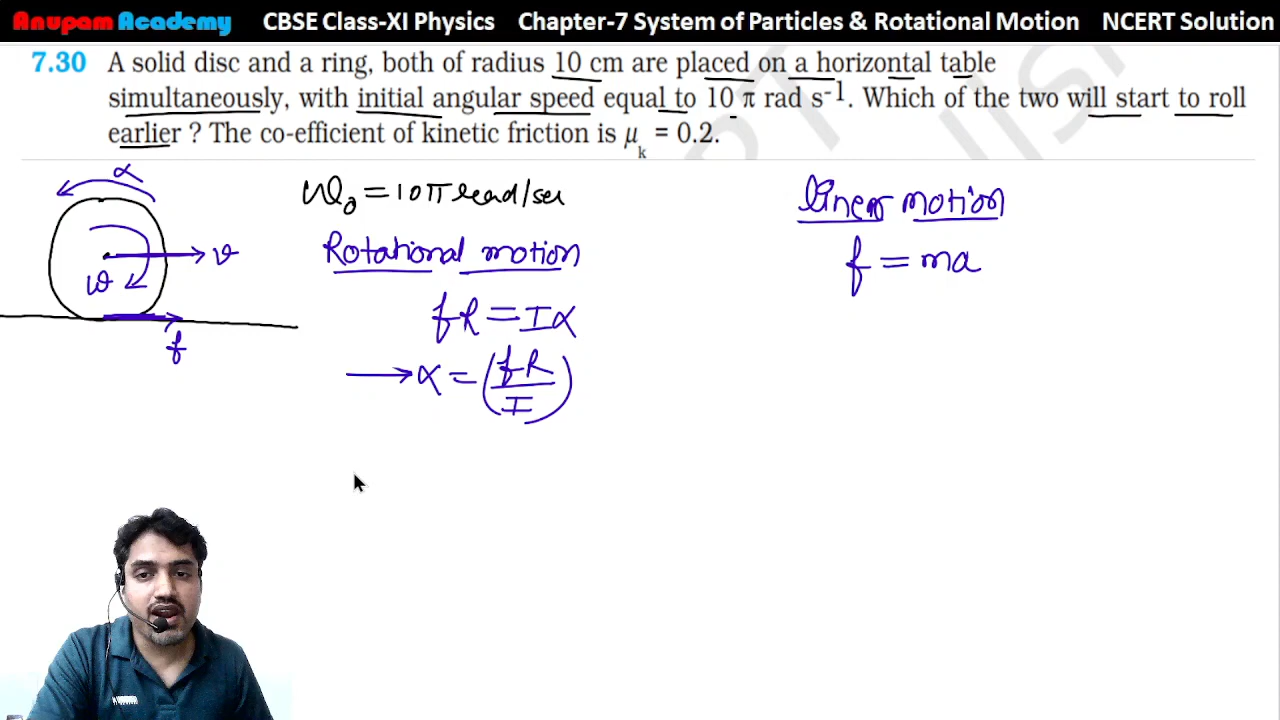 Anupam Academy CBSE Class-XI Physics Chapter-7 System of Particles & Rotational Motion NCERT Solution
7.30 A solid disc and a ring, both of radius 10 cm are placed on a horizontal table
simultaneously, with initial angular speed equal to 10 π rad s⁻¹. Which of the two will start to roll
earlier ? The co-efficient of kinetic friction is μk = 0.2.
α
ω₀ = 10π rad/sec
linear motion
Rotational motion
v
f = ma
ω
fR = Iα
f
→ α = (fR/I)